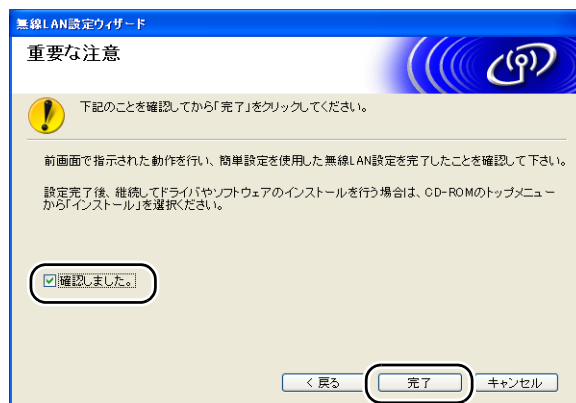 無線LAN設定ウィザード
重要な注意
下記のことを確認してから「完了」をクリックしてください。
前画面で指示された動作を行い、簡単設定を使用した無線LAN設定を完了したことを確認して下さい。
設定完了後、継続してドライバやソフトウェアのインストールを行う場合は、CD-ROMのトップメニュー
から「インストール」を選択ください。
確認しました。
< 戻る
完了
キャンセル